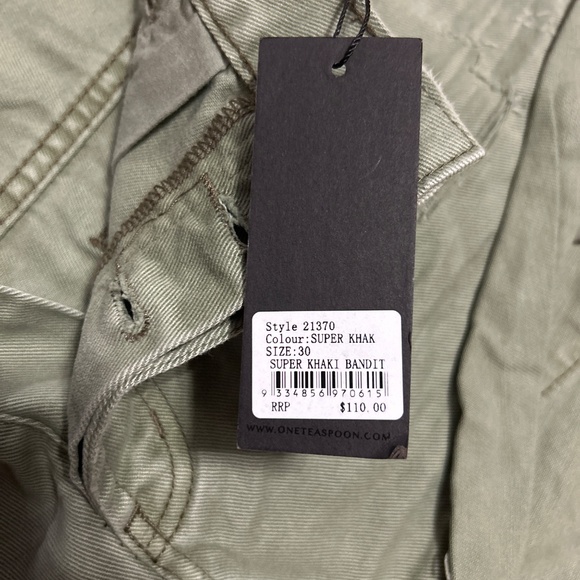 Style 21370
Colour:SUPER KHAK
SIZE:30
SUPER KHAKI BANDIT
9 334856 970615
RRP $110.00
WWW.ONETEASPOON.COM